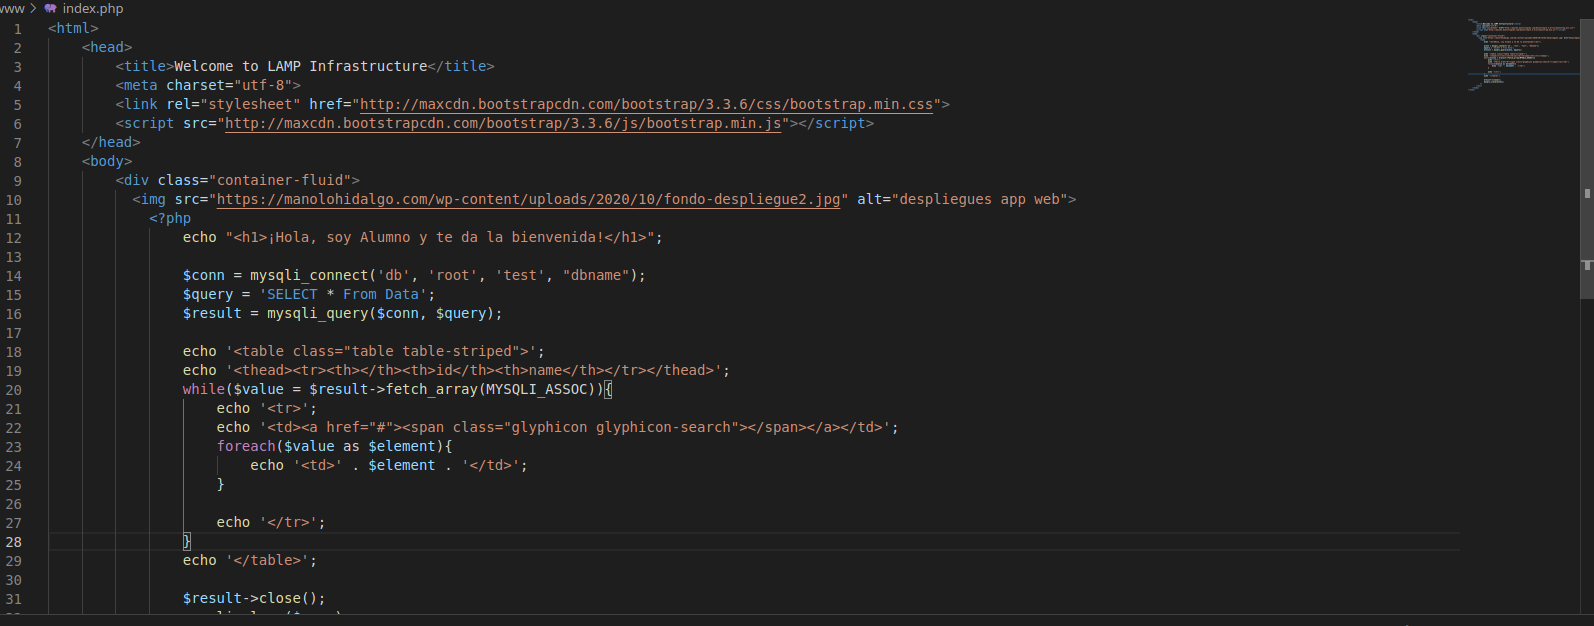 www > index.php
1 <html>
2 <head>
3 <title>Welcome to LAMP Infrastructure</title>
4 <meta charset="utf-8">
5 <link rel="stylesheet" href="http://maxcdn.bootstrapcdn.com/bootstrap/3.3.6/css/bootstrap.min.css">
6 <script src="http://maxcdn.bootstrapcdn.com/bootstrap/3.3.6/js/bootstrap.min.js"></script>
7 </head>
8 <body>
9 <div class="container-fluid">
10 <img src="https://manolohidalgo.com/wp-content/uploads/2020/10/fondo-despliegue2.jpg" alt="despliegues app web">
11 <?php
12 echo "<h1>¡Hola, soy Alumno y te da la bienvenida!</h1>";
13
14 $conn = mysqli_connect('db', 'root', 'test', "dbname");
15 $query = 'SELECT * From Data';
16 $result = mysqli_query($conn, $query);
17
18 echo '<table class="table table-striped">';
19 echo '<thead><tr><th></th><th>id</th><th>name</th></tr></thead>';
20 while($value = $result->fetch_array(MYSQLI_ASSOC)){
21 echo '<tr>';
22 echo '<td><a href="#"><span class="glyphicon glyphicon-search"></span></a></td>';
23 foreach($value as $element){
24 echo '<td>' . $element . '</td>';
25 }
26
27 echo '</tr>';
28 }
29 echo '</table>';
30
31 $result->close();